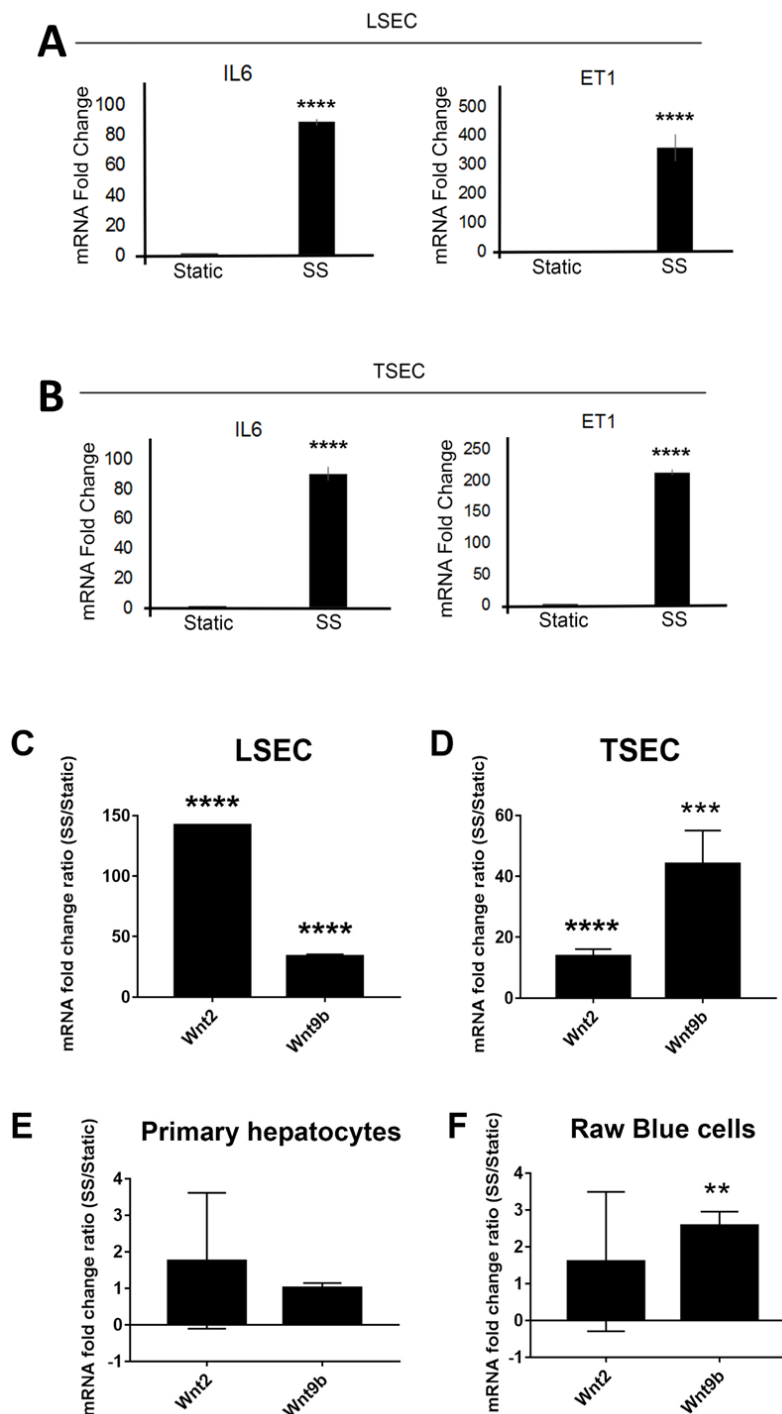 A
LSEC
IL6
ET1
mRNA Fold Change
100
80
60
40
20
0
****
Static
SS
mRNA Fold Change
500
400
300
200
100
0
****
Static
SS
B
TSEC
IL6
ET1
mRNA Fold Change
100
80
60
40
20
0
****
Static
SS
mRNA Fold Change
250
200
150
100
50
0
****
Static
SS
C
LSEC
mRNA fold change ratio (SS/Static)
150
100
50
0
****
****
Wnt2
Wnt9b
D
TSEC
mRNA fold change ratio (SS/Static)
60
40
20
0
****
***
Wnt2
Wnt9b
E
Primary hepatocytes
mRNA fold change ratio (SS/Static)
4
3
2
1
0
-1
Wnt2
Wnt9b
F
Raw Blue cells
mRNA fold change ratio (SS/Static)
4
3
2
1
0
-1
**
Wnt2
Wnt9b